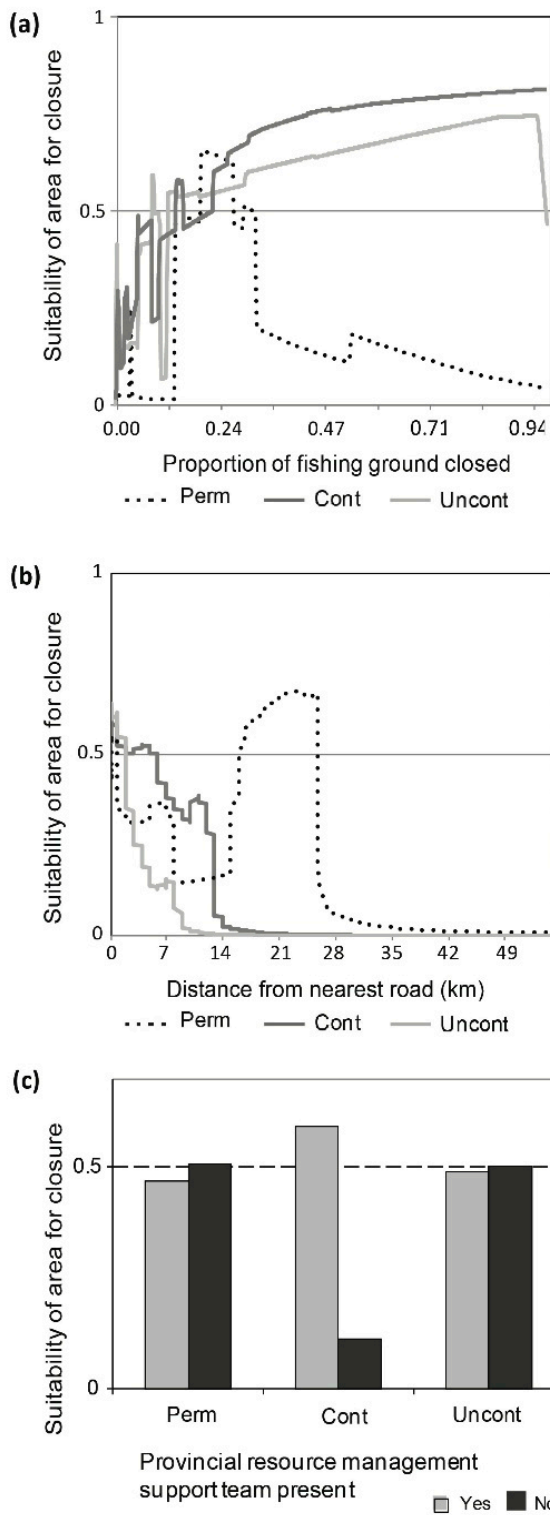 (a)
Suitability of area for closure
1
0.5
0
0.00 0.24 0.47 0.71 0.94
Proportion of fishing ground closed
Perm Cont Uncont
(b)
Suitability of area for closure
1
0.5
0
0 7 14 21 28 35 42 49
Distance from nearest road (km)
Perm Cont Uncont
(c)
Suitability of area for closure
0.5
0
Perm Cont Uncont
Provincial resource management
support team present
Yes No